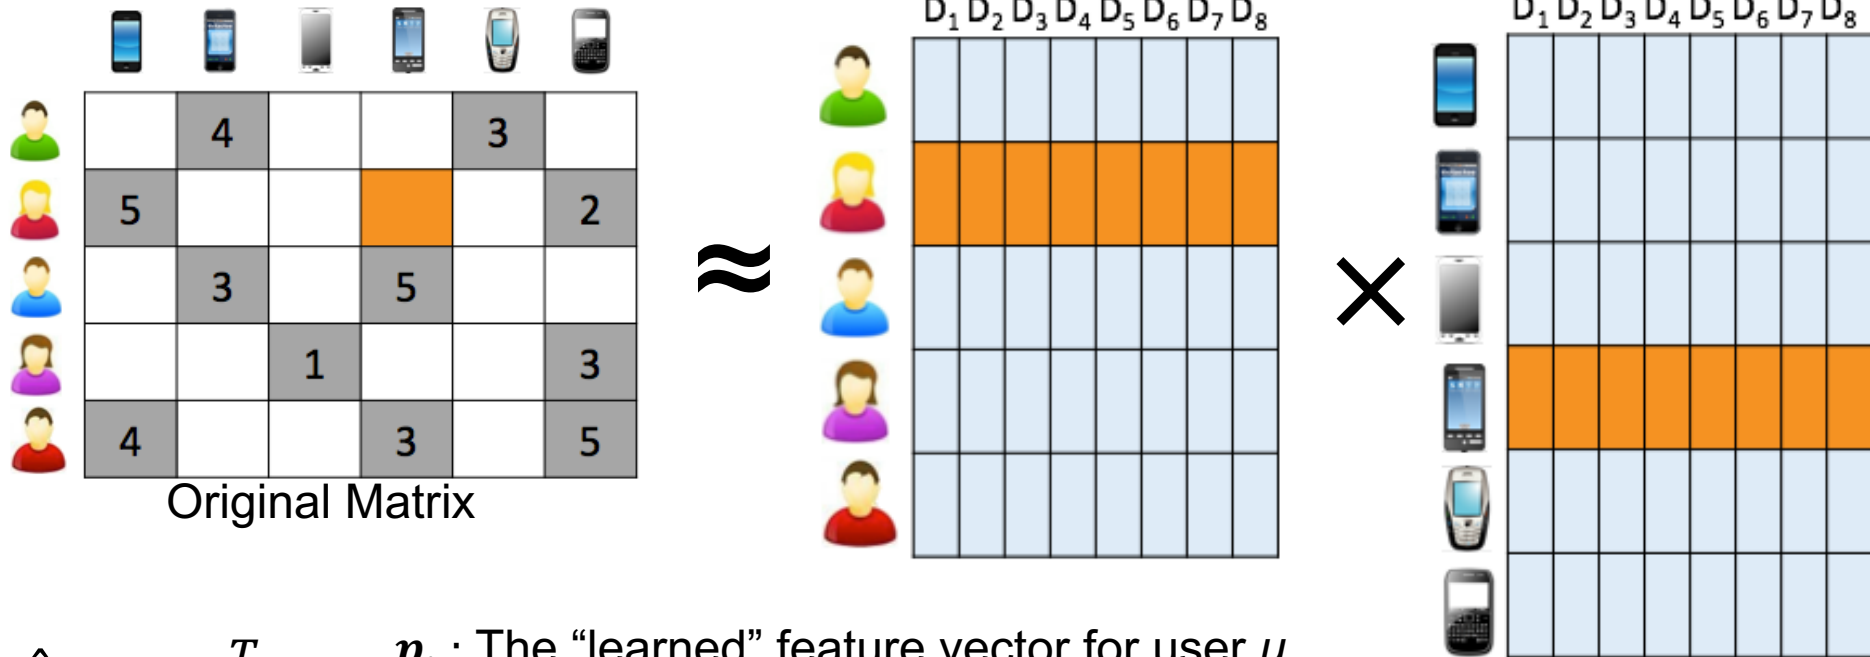 D1 D2 D3 D4 D5 D6 D7 D8
D1 D2 D3 D4 D5 D6 D7 D8
4 3
5 2
3 5
≈
×
1 3
4 3 5
Original Matrix
T
: The “learned” feature vector for user u